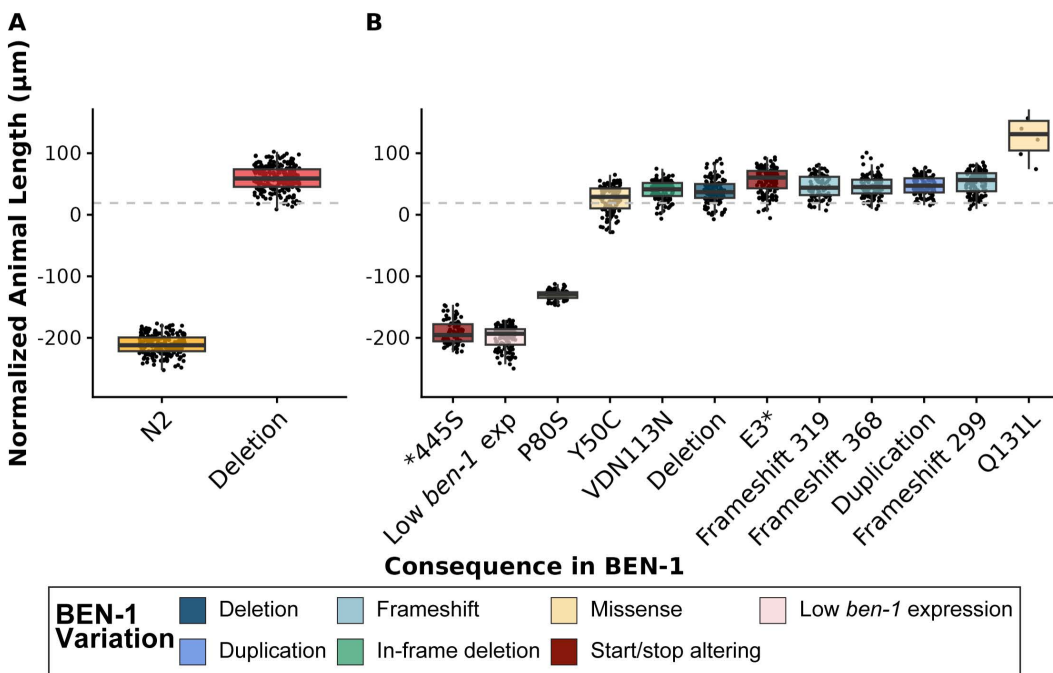 A
B
Normalized Animal Length (μm)
100
0
-100
-200
N2
Deletion
100
0
-100
-200
*445S
Low ben-1 exp
P80S
Y50C
VDN113N
Deletion
E3*
Frameshift 319
Frameshift 368
Duplication
Frameshift 299
Q131L
Consequence in BEN-1
BEN-1
Variation
Deletion
Frameshift
Missense
Low ben-1 expression
Duplication
In-frame deletion
Start/stop altering